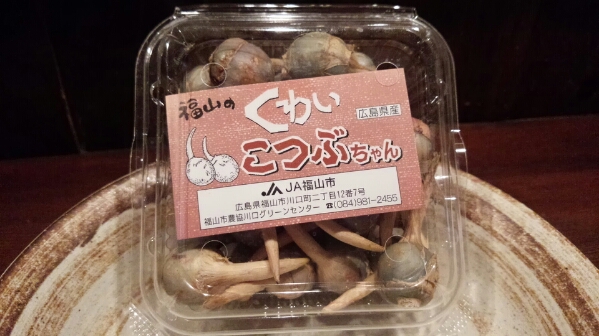 福山の
くわい
広島県産
こつぶちゃん
JA JA福山市
広島県福山市川口町二丁目12番7号
福山市農協川口グリーンセンター ☎(084)981-2455